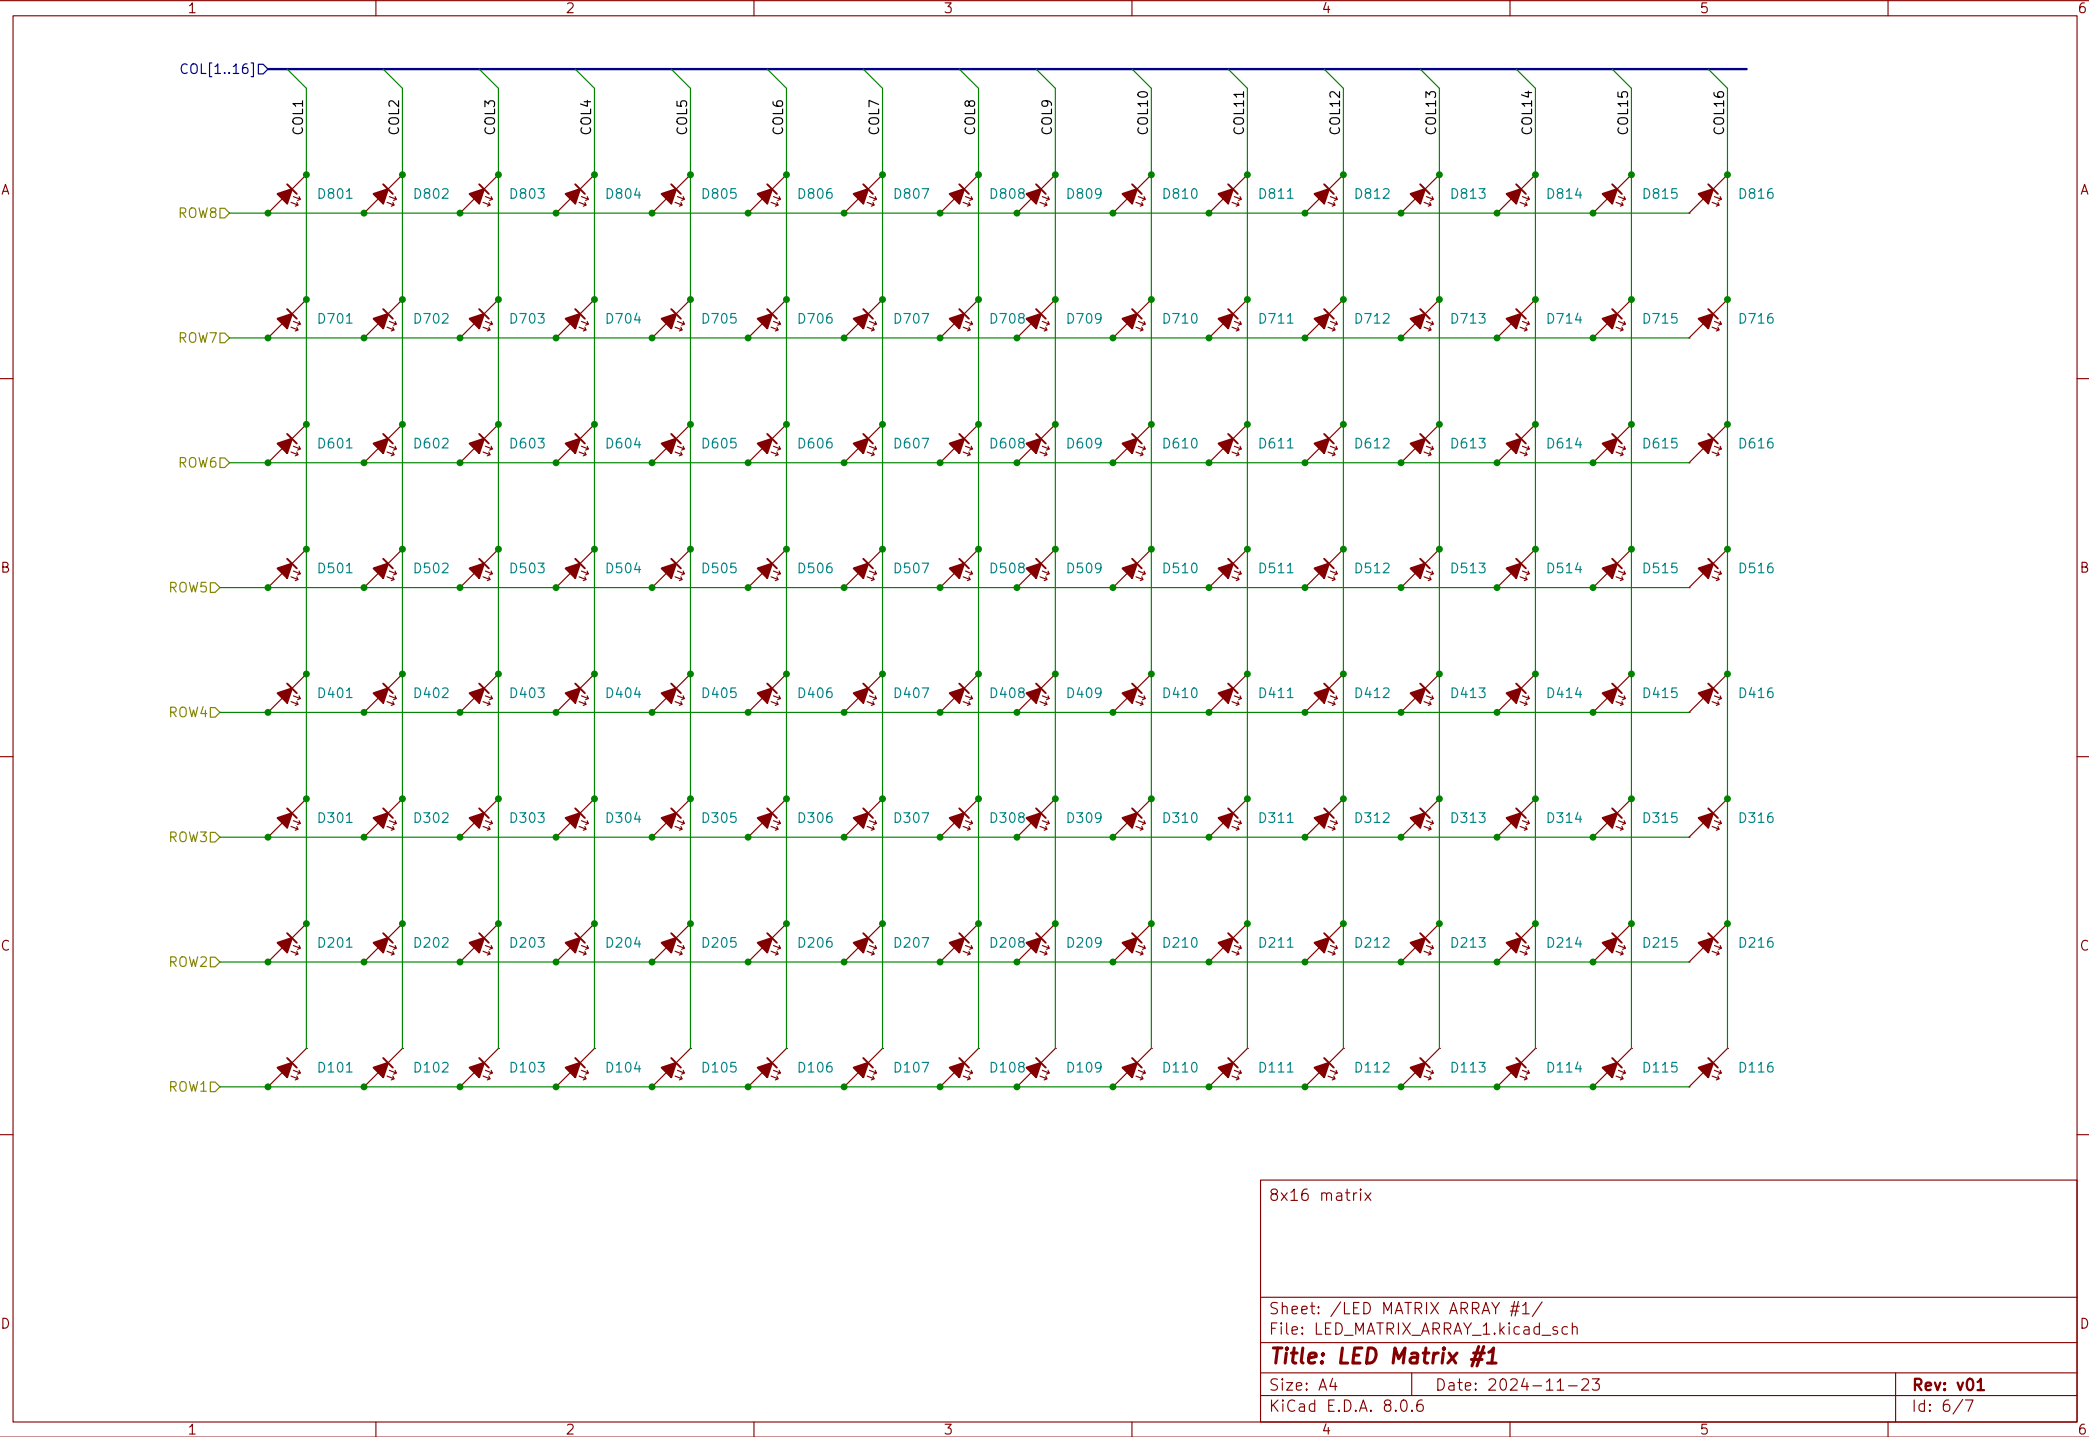 1 2 3 4 5 6
COL[1..16]
COL1 COL2 COL3 COL4 COL5 COL6 COL7 COL8 COL9 COL10 COL11 COL12 COL13 COL14 COL15 COL16
A D801 D802 D803 D804 D805 D806 D807 D808 D809 D810 D811 D812 D813 D814 D815 D816 A
ROW8
D701 D702 D703 D704 D705 D706 D707 D708 D709 D710 D711 D712 D713 D714 D715 D716
ROW7
D601 D602 D603 D604 D605 D606 D607 D608 D609 D610 D611 D612 D613 D614 D615 D616
ROW6
B D501 D502 D503 D504 D505 D506 D507 D508 D509 D510 D511 D512 D513 D514 D515 D516 B
ROW5
D401 D402 D403 D404 D405 D406 D407 D408 D409 D410 D411 D412 D413 D414 D415 D416
ROW4
D301 D302 D303 D304 D305 D306 D307 D308 D309 D310 D311 D312 D313 D314 D315 D316
ROW3
C D201 D202 D203 D204 D205 D206 D207 D208 D209 D210 D211 D212 D213 D214 D215 D216 C
ROW2
D101 D102 D103 D104 D105 D106 D107 D108 D109 D110 D111 D112 D113 D114 D115 D116
ROW1
8x16 matrix
Sheet: /LED MATRIX ARRAY #1/
D D
File: LED_MATRIX_ARRAY_1.kicad_sch
Title: LED Matrix #1
Size: A4 Date: 2024-11-23 Rev: v01
KiCad E.D.A. 8.0.6 Id: 6/7
1 2 3 4 5 6